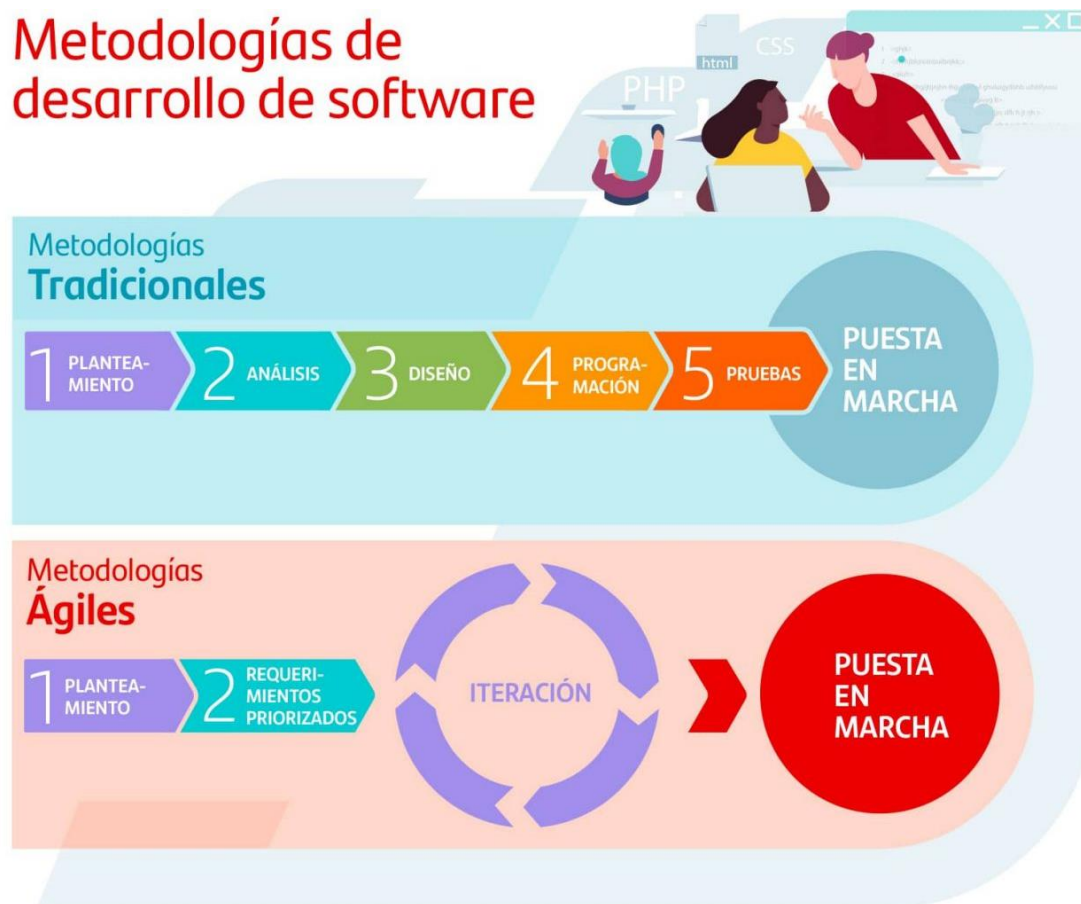 Metodologías de
desarrollo de software
CSS
html
PHP
Metodologías
Tradicionales
1 PLANTEA-
MIENTO
2 ANÁLISIS
3 DISEÑO
4 PROGRA-
MACIÓN
5 PRUEBAS
PUESTA
EN
MARCHA
Metodologías
Ágiles
1 PLANTEA-
MIENTO
2 REQUERI-
MIENTOS
PRIORIZADOS
ITERACIÓN
PUESTA
EN
MARCHA